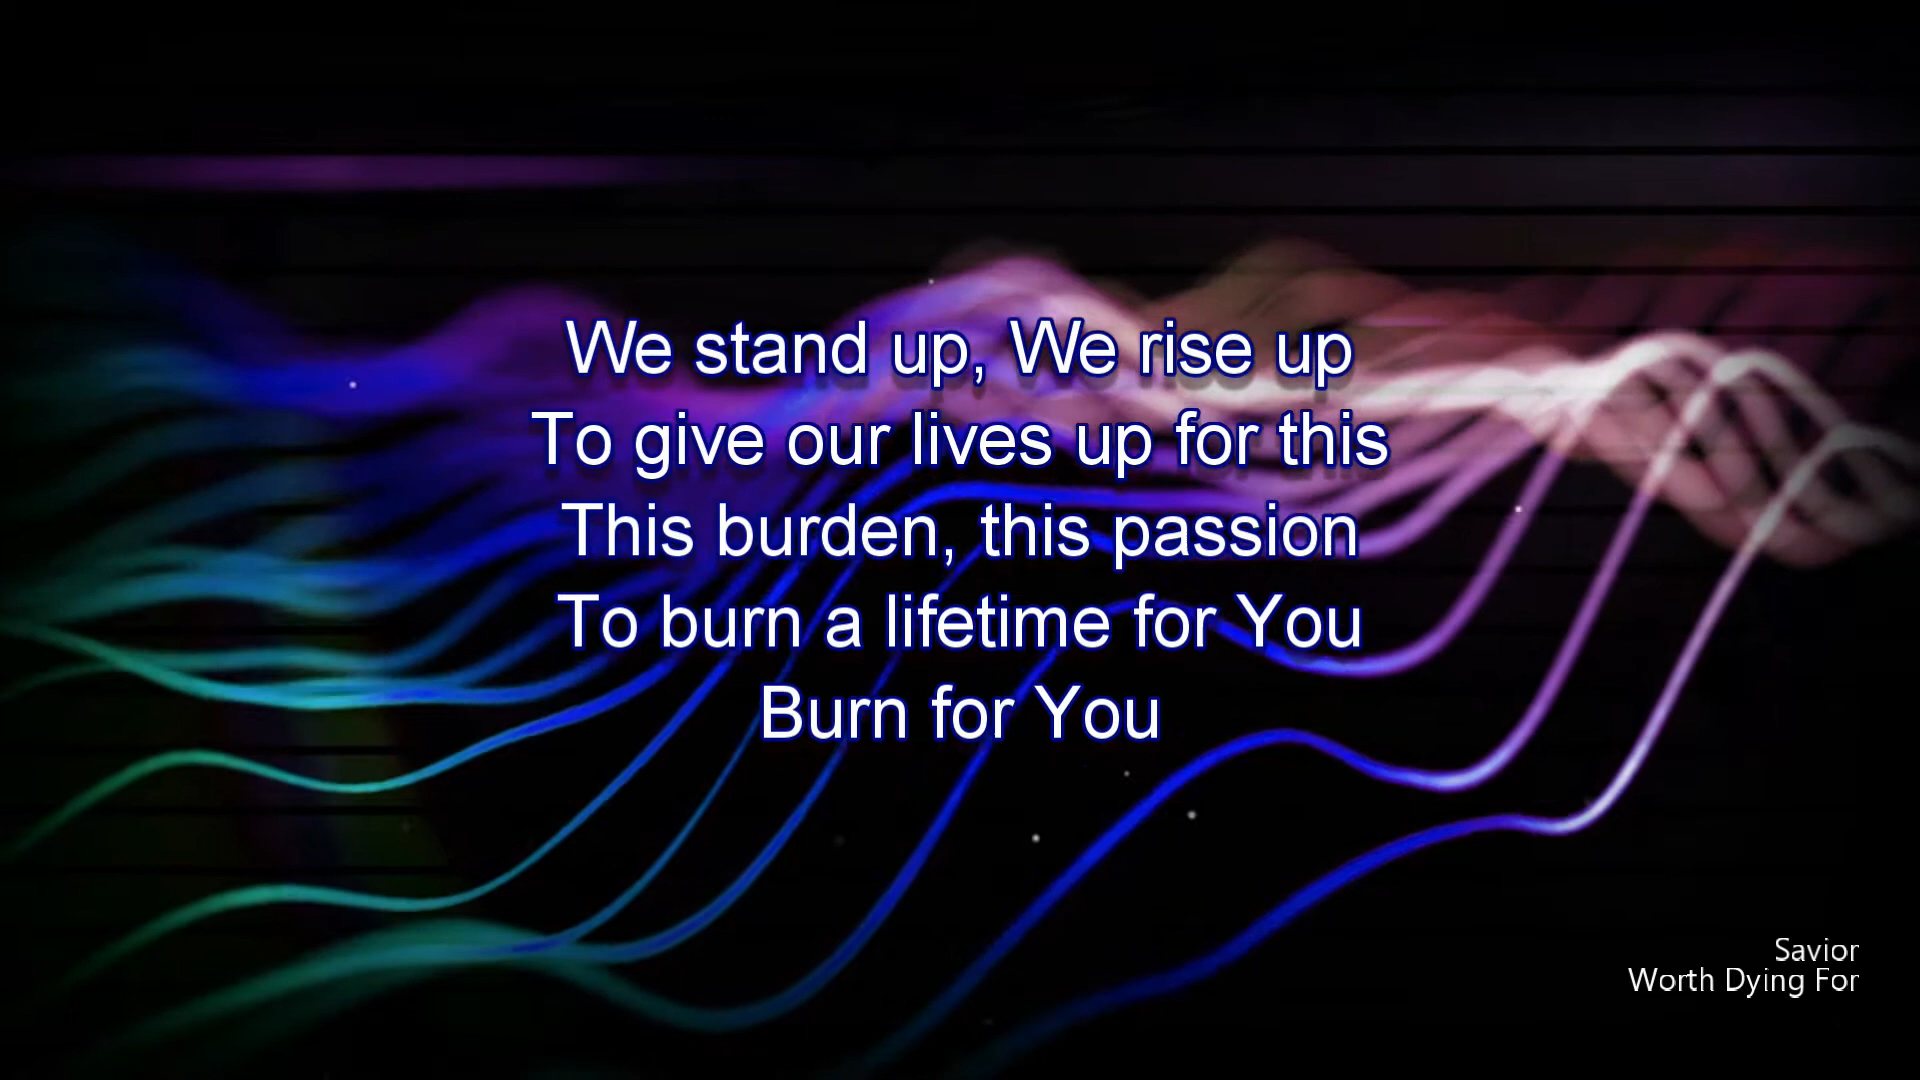 We stand up, We rise up
To give our lives up for this
This burden, this passion
To burn a lifetime for You
Burn for You
Savior
Worth Dying For